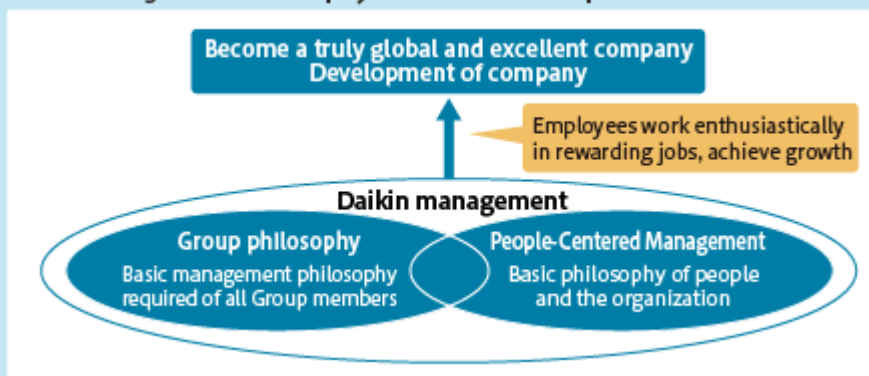 Become a truly global and excellent company
Development of company
Employees work enthusiastically
in rewarding jobs, achieve growth
Daikin management
Group philosophy
Basic management philosophy
required of all Group members
People-Centered Management
Basic philosophy of people
and the organization